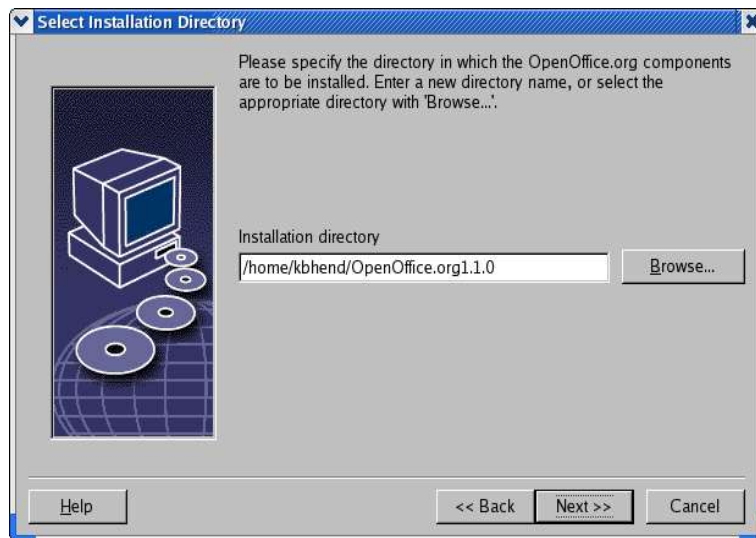 Select Installation Directory
Please specify the directory in which the OpenOffice.org components
are to be installed. Enter a new directory name, or select the
appropriate directory with 'Browse...'.
Installation directory
/home/kbhend/OpenOffice.org1.1.0
Browse...
Help
<< Back
Next >>
Cancel